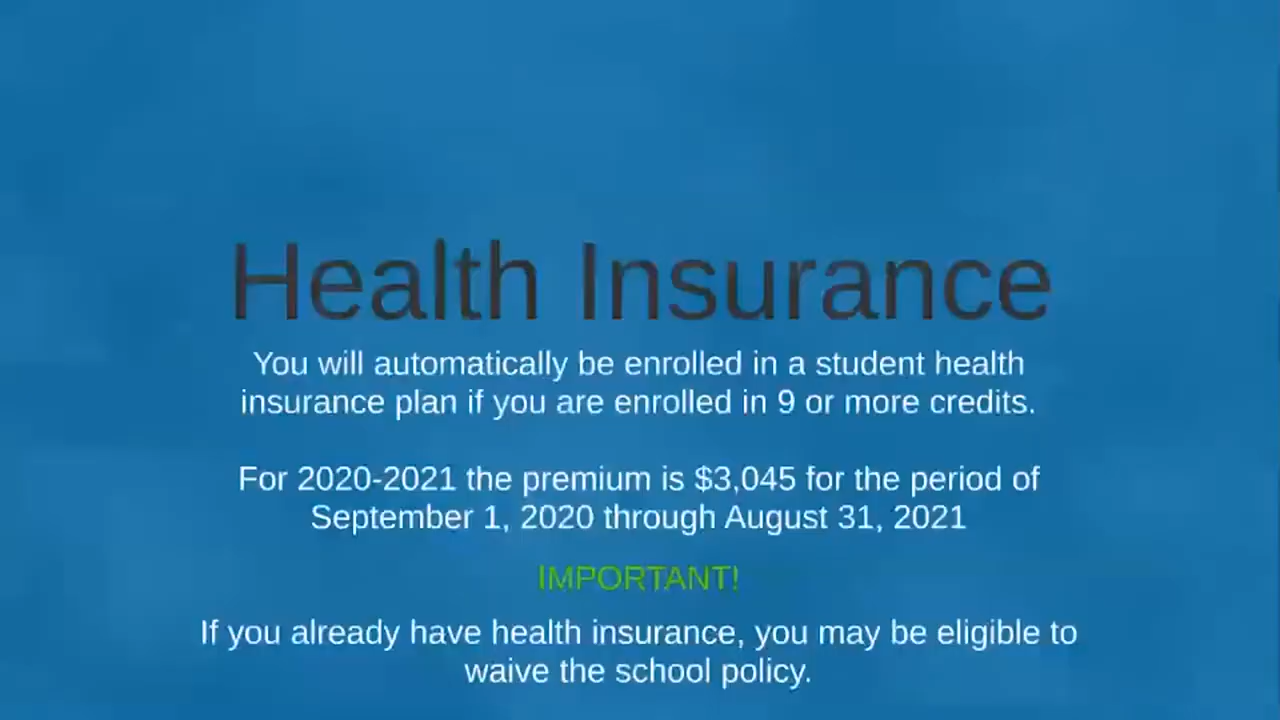 Health Insurance
You will automatically be enrolled in a student health
insurance plan if you are enrolled in 9 or more credits.
For 2020-2021 the premium is $3,045 for the period of
September 1, 2020 through August 31, 2021
IMPORTANT!
If you already have health insurance, you may be eligible to
waive the school policy.